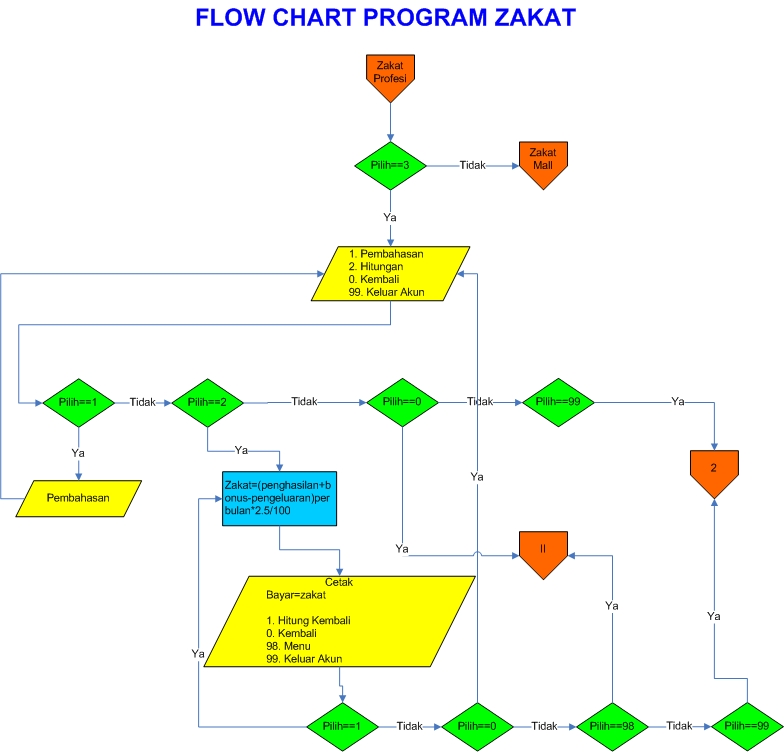 FLOW CHART PROGRAM ZAKAT
Zakat
Profesi
Pilih==3
Tidak
Zakat
Mall
Ya
1. Pembahasan
2. Hitungan
0. Kembali
99. Keluar Akun
Pilih==1
Tidak
Pilih==2
Tidak
Pilih==0
Tidak
Pilih==99
Ya
Ya
Ya
2
Pembahasan
Zakat=(penghasilan+b
onus-pengeluaran)per
bulan*2.5/100
Ya
Ya
II
Cetak
Bayar=zakat
1. Hitung Kembali
0. Kembali
98. Menu
99. Keluar Akun
Ya
Ya
Ya
Pilih==1
Tidak
Pilih==0
Tidak
Pilih==98
Tidak
Pilih==99